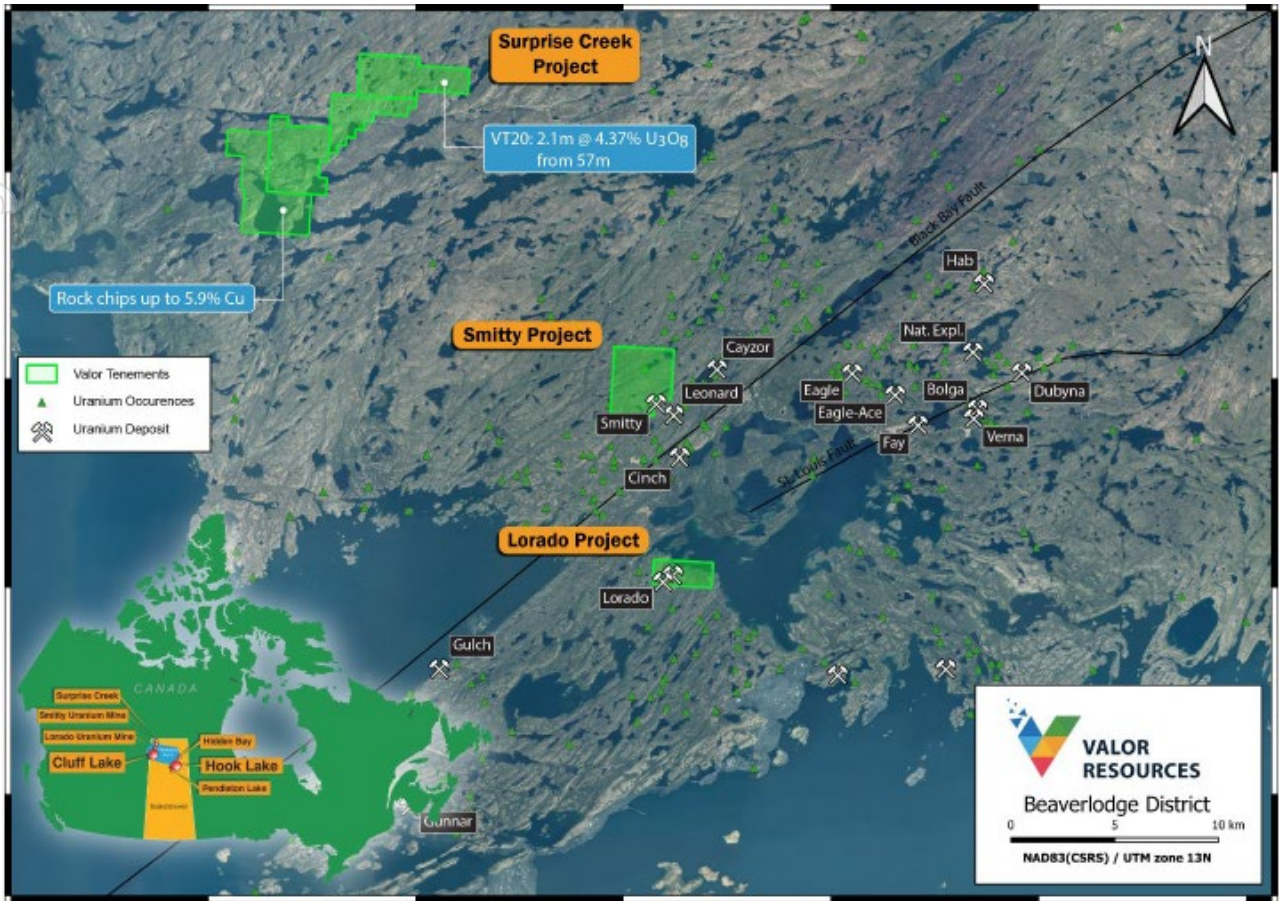 Surprise Creek
Project
N
VT20: 2.1m @ 4.37% U3O8
from 57m
Black Bay Fault
Hab
Rock chips up to 5.9% Cu
Smitty Project
Nat. Expl.
Cayzor
Valor Tenements
Uranium Occurences
Uranium Deposit
Leonard
Eagle
Bolga
Dubyna
Eagle-Ace
Smitty
Fay
Verna
St. Louis Fault
Cinch
Lorado Project
Lorado
Gulch
CANADA
Surprise Creek
Smitty Uranium Mine
Lorado Uranium Mine
Hidden Bay
Cluff Lake
Hook Lake
Pendleton Lake
Saskatchewan
Gunnar
VALOR
RESOURCES
Beaverlodge District
0 5 10 km
NAD83(CSRS) / UTM zone 13N